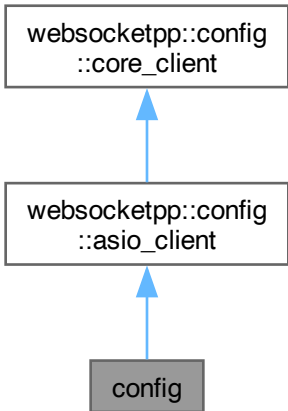 websocketpp::config
::core_client
websocketpp::config
::asio_client
config